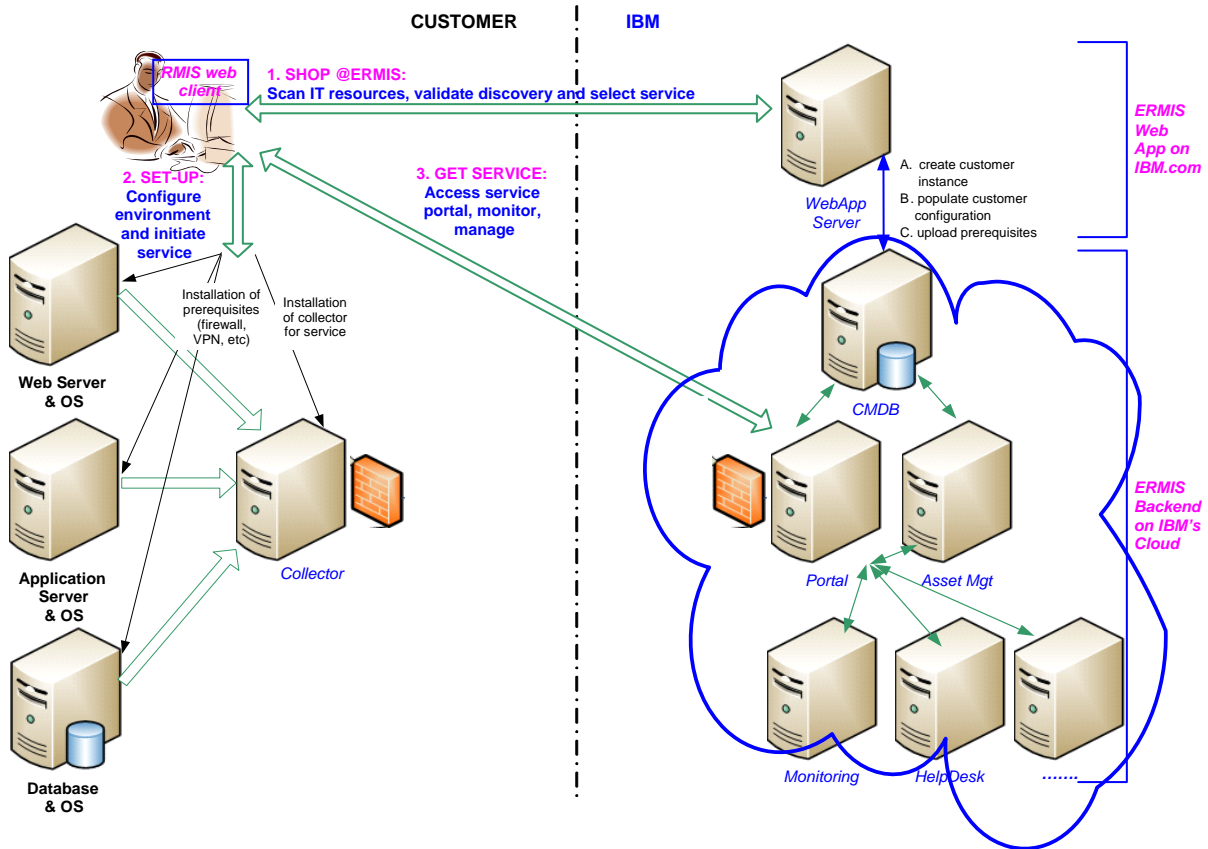 CUSTOMER
IBM
RMIS web
client
1. SHOP @ERMIS:
Scan IT resources, validate discovery and select service
ERMIS
Web
App on
IBM.com
2. SET-UP:
Configure
environment
and initiate
service
3. GET SERVICE:
Access service
portal, monitor,
manage
WebApp
Server
A. create customer
instance
B. populate customer
configuration
C. upload prerequisites
Installation of
prerequisites
(firewall,
VPN, etc)
Installation
of collector
for service
Web Server
& OS
CMDB
Application
Server
& OS
Collector
Portal
Asset Mgt
ERMIS
Backend
on IBM's
Cloud
Database
& OS
Monitoring
HelpDesk
.......